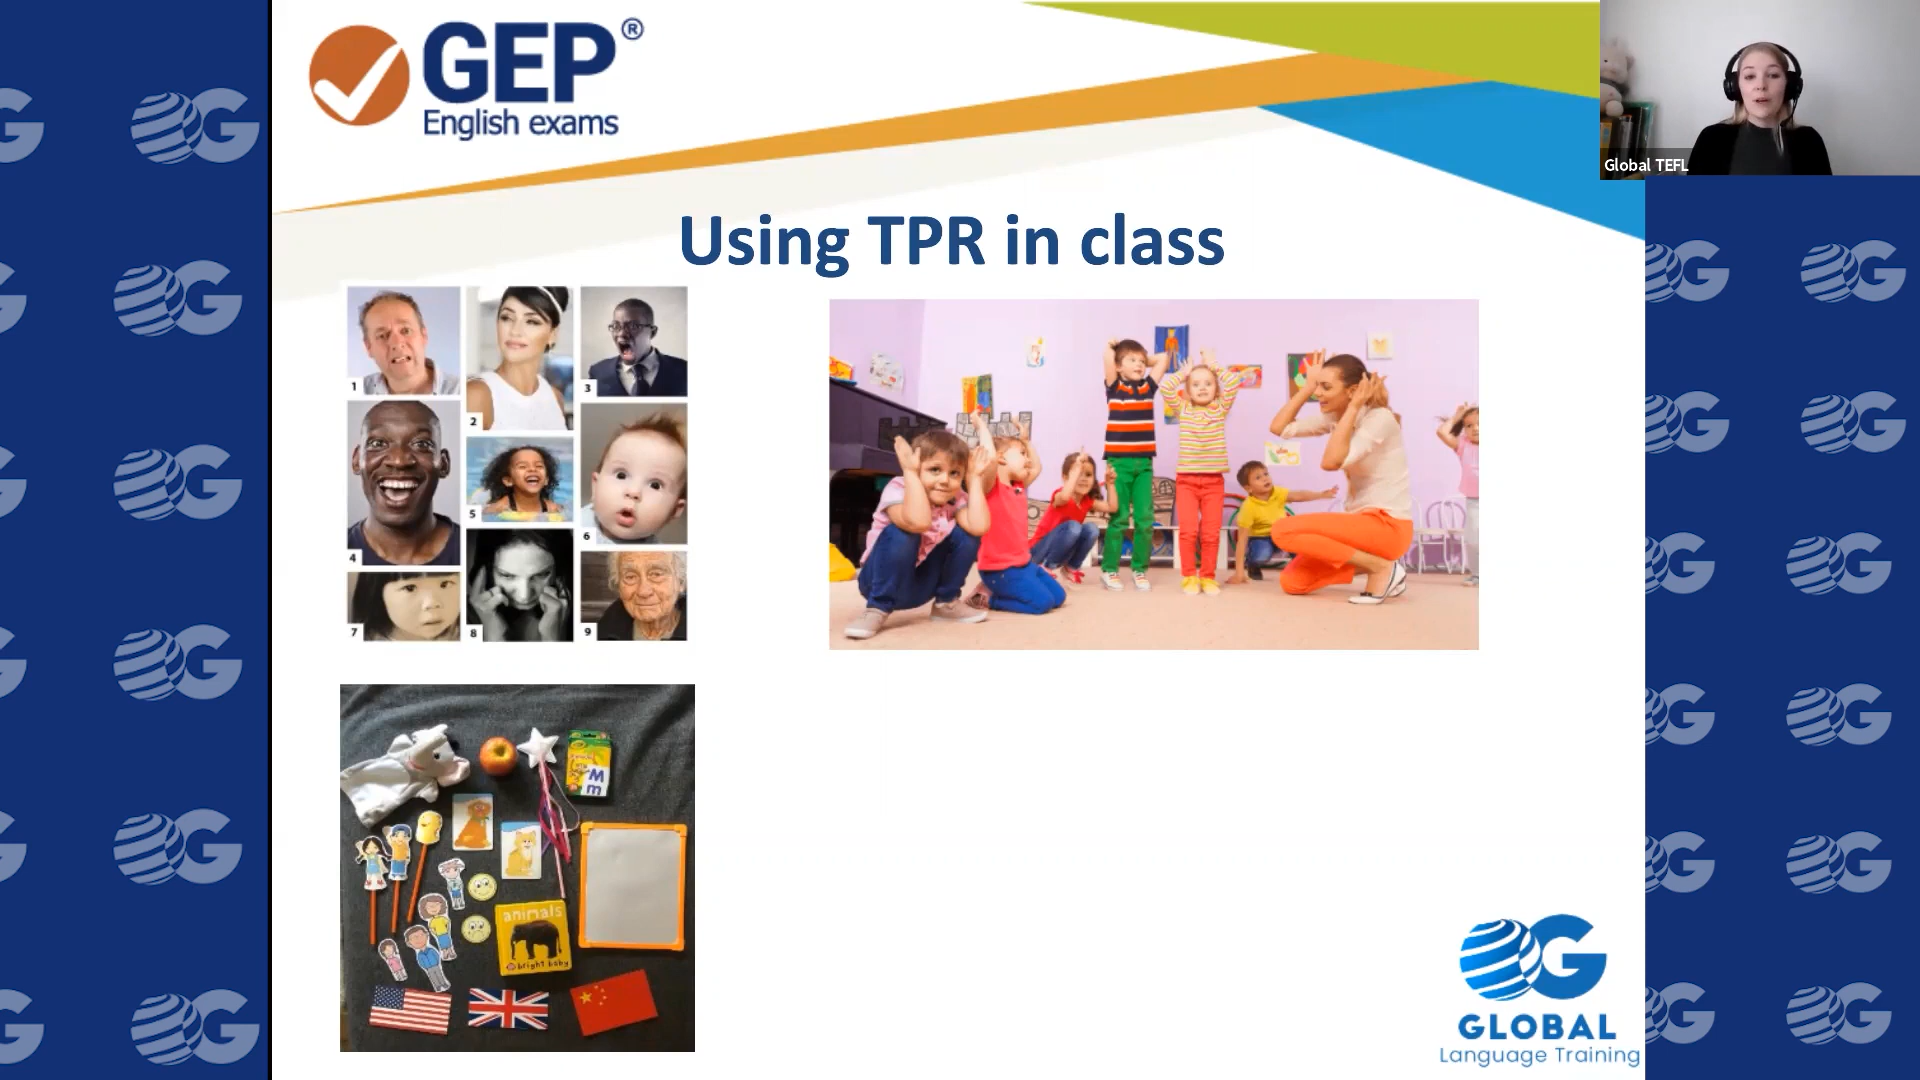 GEP®
English exams
Global TEFL
Using TPR in class
1
2
3
4
5
6
7
8
9
M
m
animals
bright baby
G
GLOBAL
Language Training